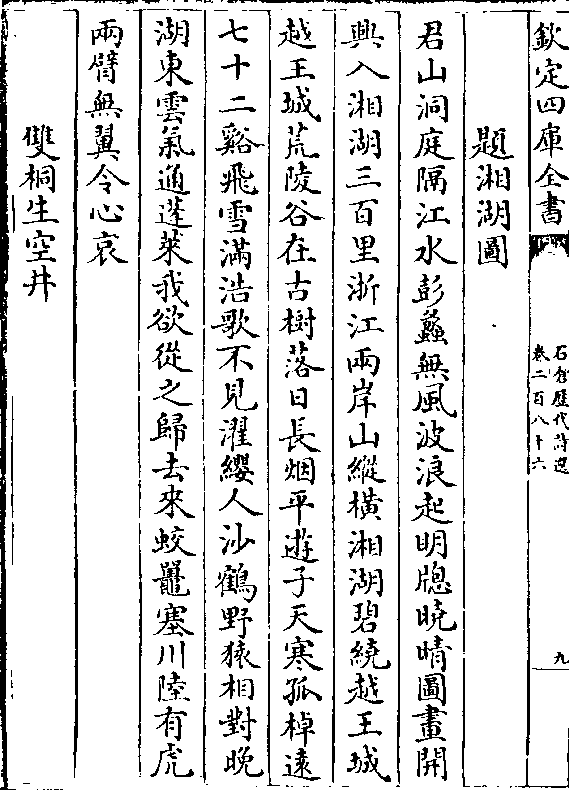 欽定四庫全書
石倉歷代詩選
卷二百八十六
九
題湘湖圖
君山洞庭隔江水彭蠡無風波浪起明牕曉晴圖畫開
興入湘湖三百里浙江兩岸山縱橫湘湖碧繞越王城
越王城荒陵谷在古樹落日長烟平遊子天寒孤棹遠
七十二谿飛雪滿浩歌不見濯纓人沙鶴野猿相對晚
湖東雲氣通蓬萊我欲從之歸去來蛟鼉塞川陸有虎
兩臂無翼令心哀
雙桐生空井